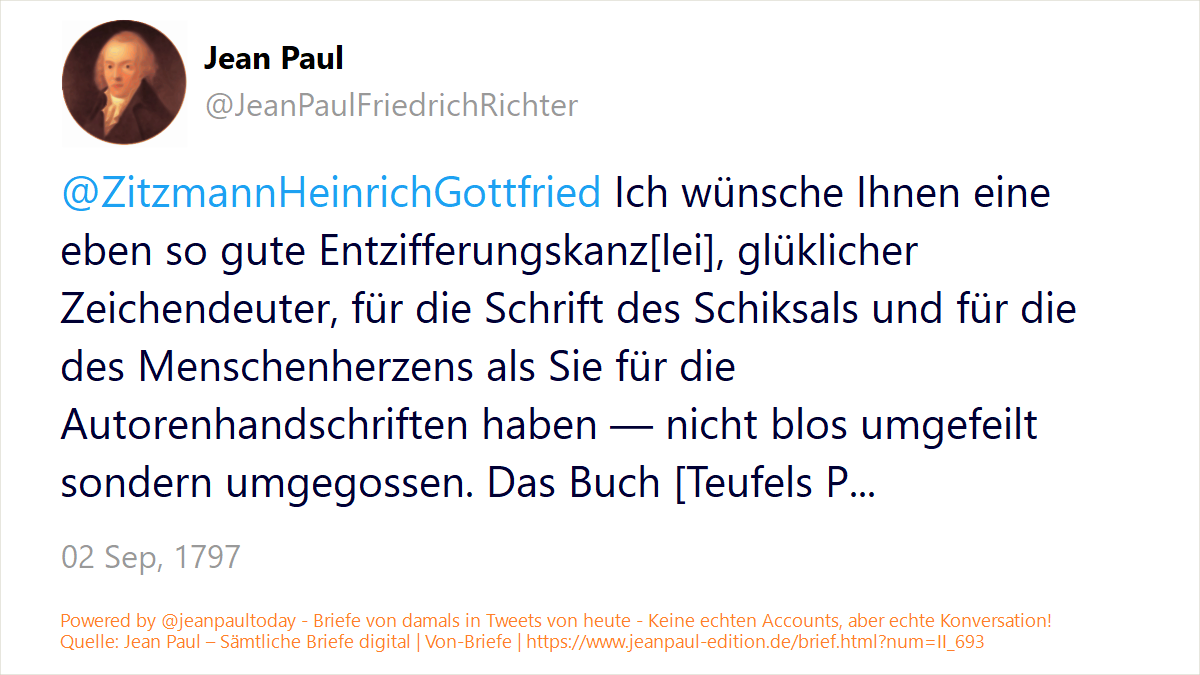 Jean Paul
@JeanPaulFriedrichRichter
@ZitzmannHeinrichGottfried Ich wünsche Ihnen eine
eben so gute Entzifferungskanz[lei], glüklicher
Zeichendeuter, für die Schrift des Schiksals und für die
des Menschenherzens als Sie für die
Autorenhandschriften haben — nicht blos umgefeilt
sondern umgegossen. Das Buch [Teufels P...
02 Sep, 1797
Powered by @jeanpaultoday - Briefe von damals in Tweets von heute - Keine echten Accounts, aber echte Konversation!
Quelle: Jean Paul – Sämtliche Briefe digital | Von-Briefe | https://www.jeanpaul-edition.de/brief.html?num=II_693